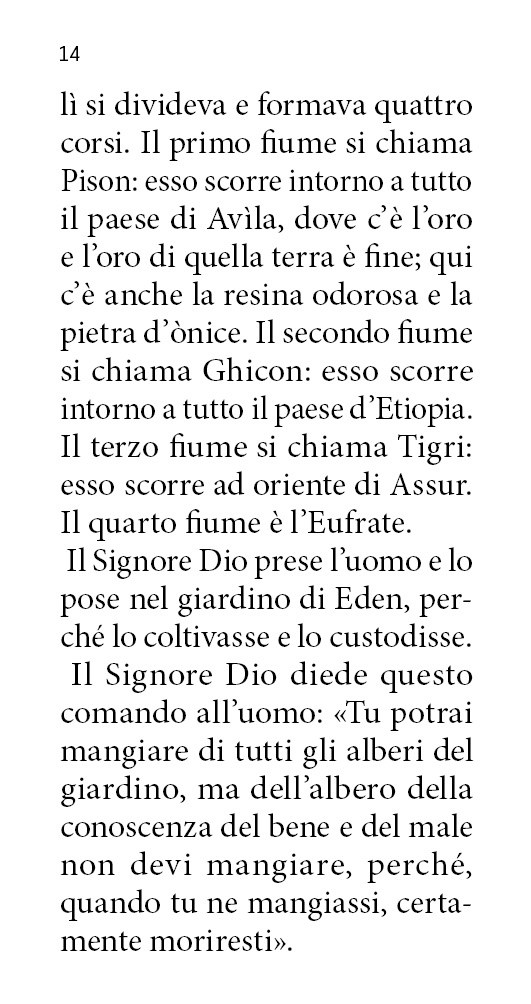 14
lì si divideva e formava quattro
corsi. Il primo fiume si chiama
Pison: esso scorre intorno a tutto
il paese di Avìla, dove c’è l’oro
e l’oro di quella terra è fine; qui
c’è anche la resina odorosa e la
pietra d’ònice. Il secondo fiume
si chiama Ghicon: esso scorre
intorno a tutto il paese d’Etiopia.
Il terzo fiume si chiama Tigri:
esso scorre ad oriente di Assur.
Il quarto fiume è l’Eufrate.
Il Signore Dio prese l’uomo e lo
pose nel giardino di Eden, per-
ché lo coltivasse e lo custodisse.
Il Signore Dio diede questo
comando all’uomo: «Tu potrai
mangiare di tutti gli alberi del
giardino, ma dell’albero della
conoscenza del bene e del male
non devi mangiare, perché,
quando tu ne mangiassi, certa-
mente moriresti».